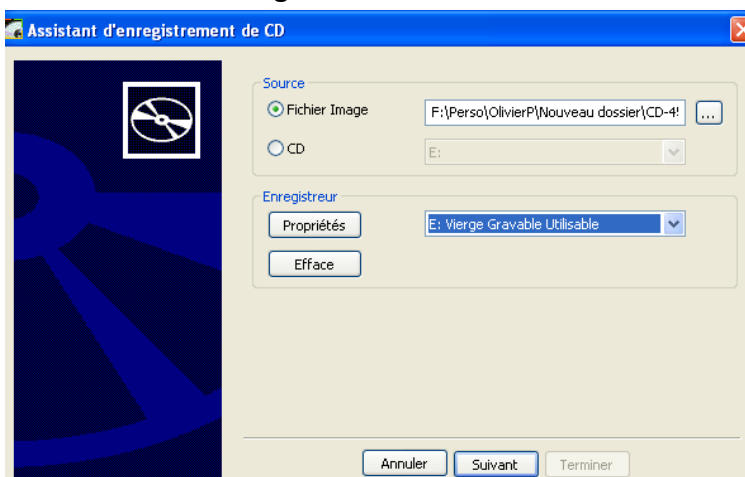 Assistant d'enregistrement de CD
Source
Fichier Image
F:\Perso\OlivierP\Nouveau dossier\CD-4
...
CD
E:
Enregistreur
Propriétés
E: Vierge Gravable Utilisable
Efface
Annuler
Suivant
Terminer